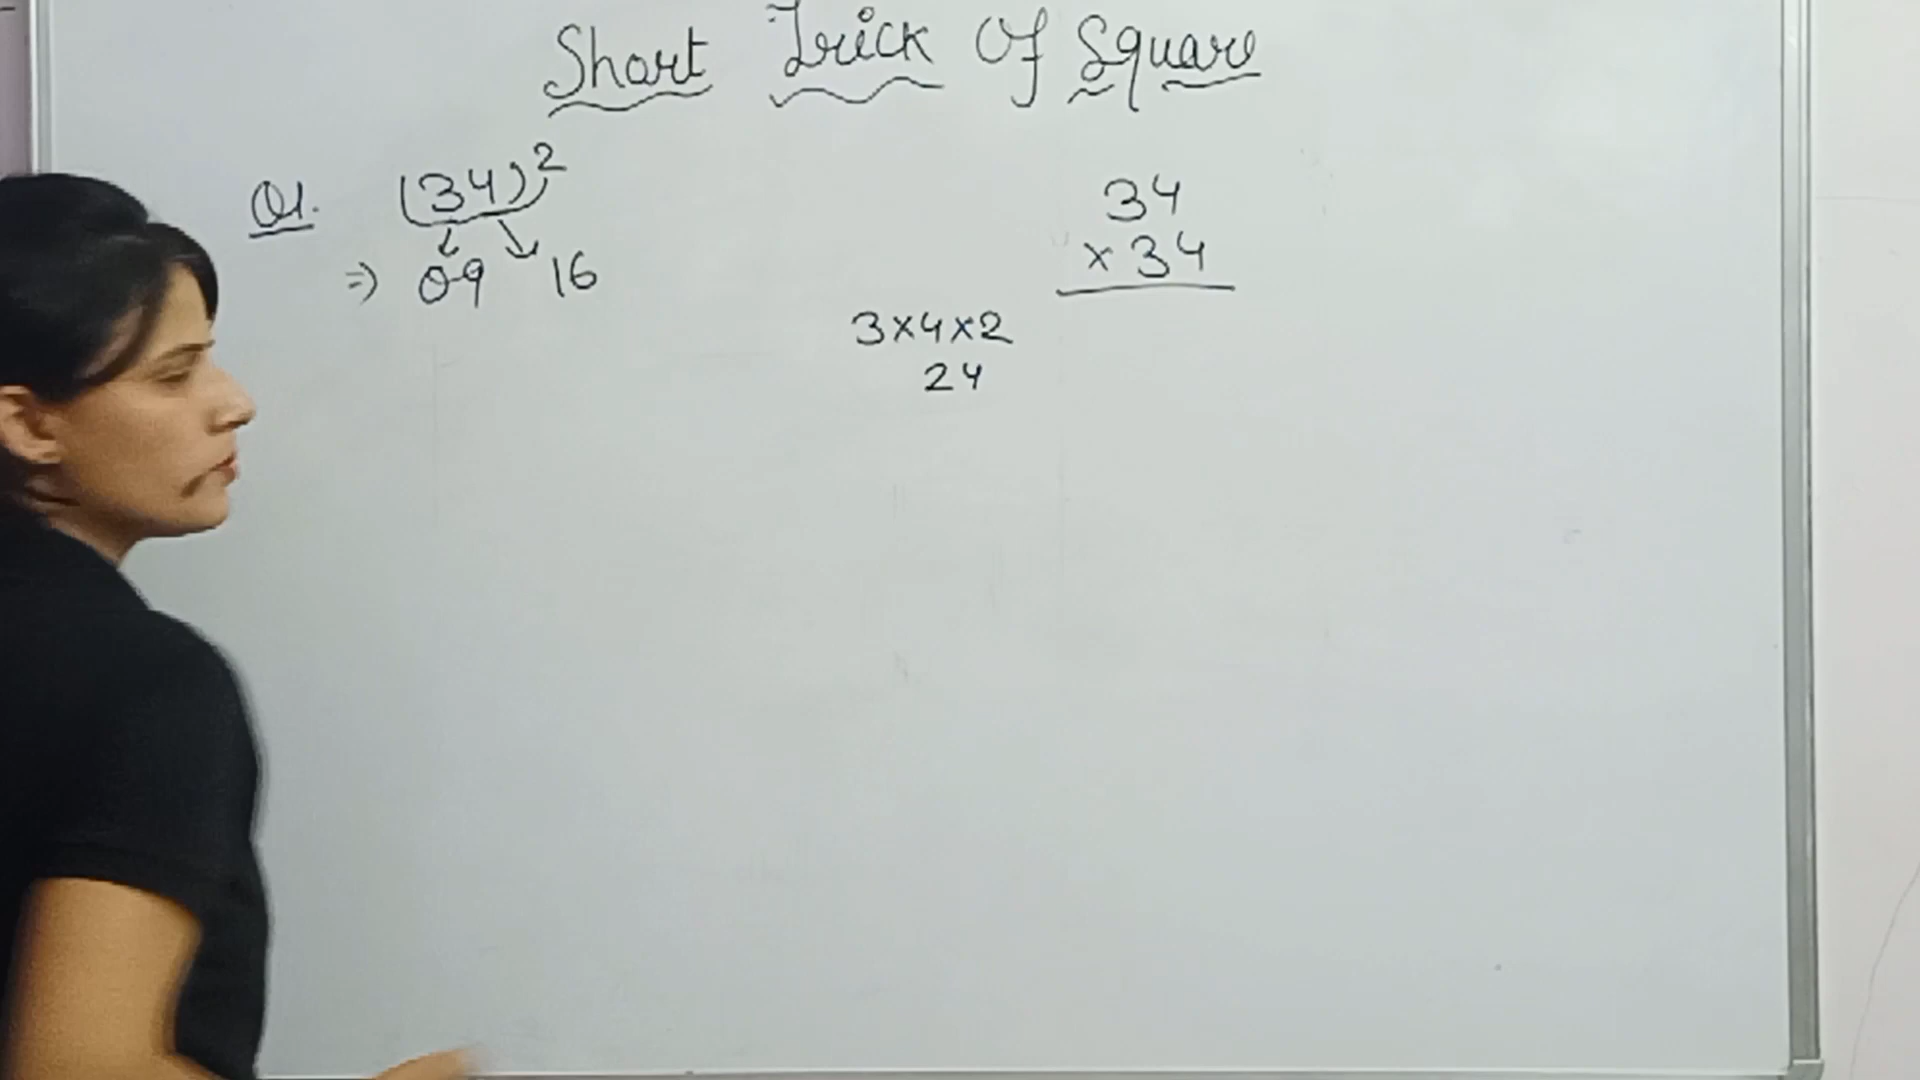 Short Trick Of Square
Q1. (34)²
⇒ 09 16
34
× 34
3×4×2
24